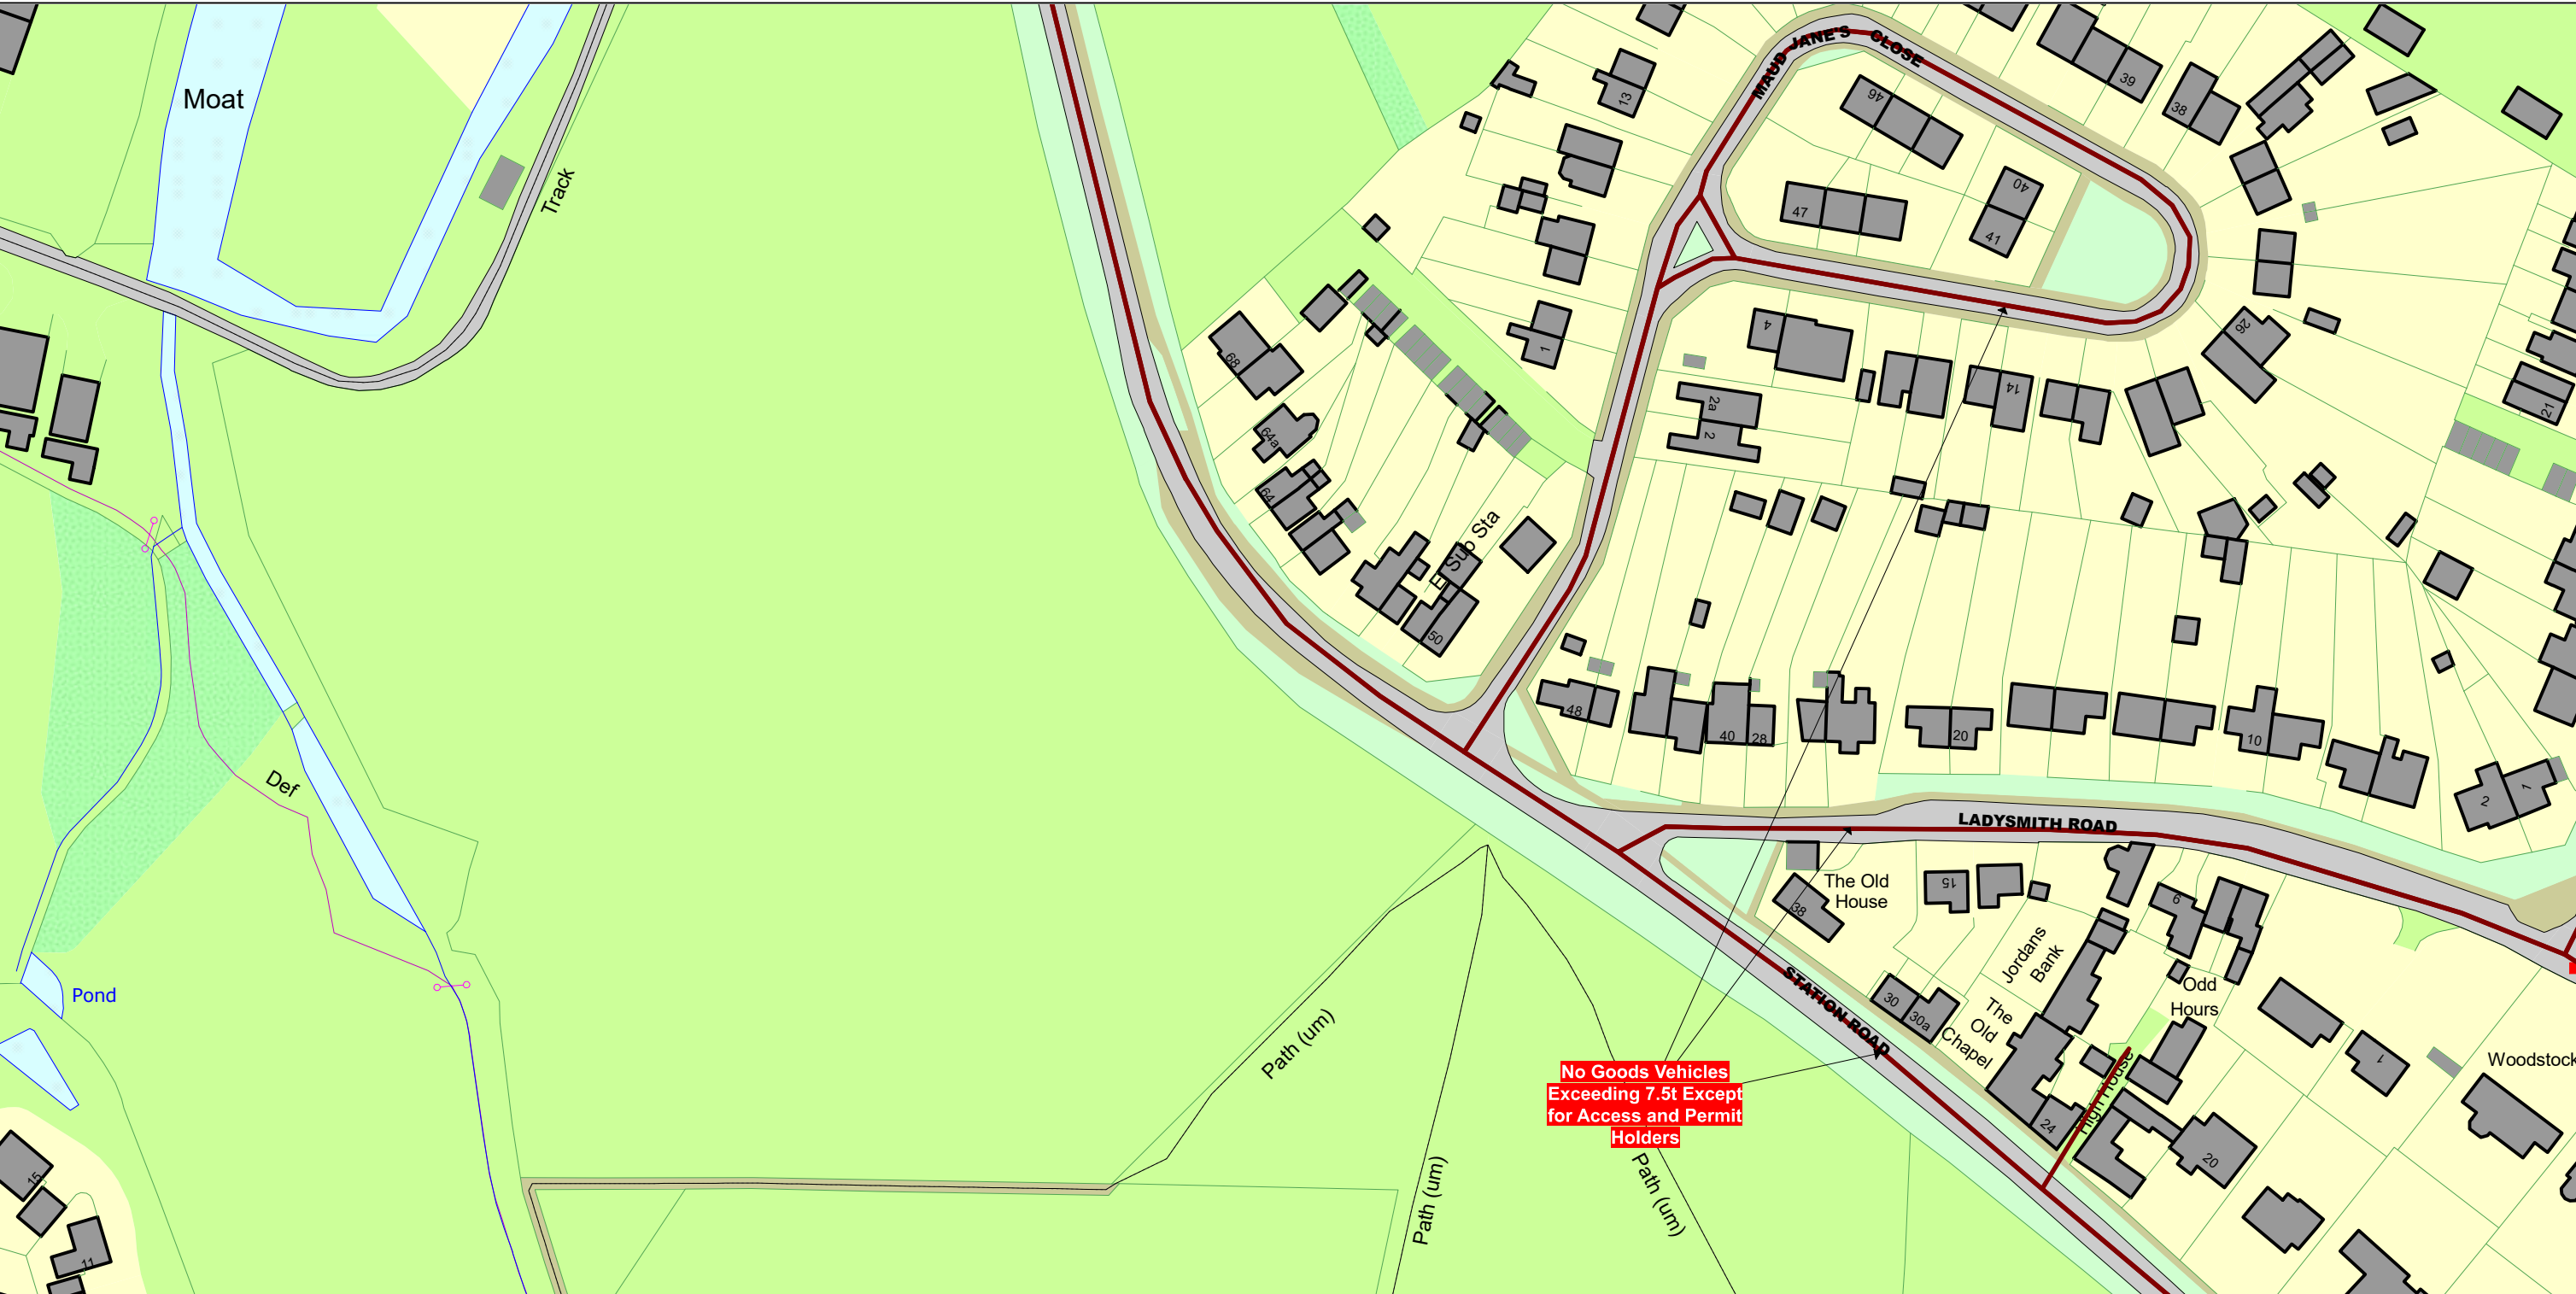 Moat
Track
MAUD JANE'S CLOSE
13
46
39
38
47
40
41
1
4
68
2a
2
14
26
21
64a
64
El Sub Sta
50
48
40
28
20
10
2
1
LADYSMITH ROAD
Def
Pond
The Old
House
38
15
6
Jordans
Bank
Odd
Hours
30
30a
The
Old
Chapel
STATION ROAD
1
Woodstock
High House
24
20
Path (um)
Path (um)
Path (um)
No Goods Vehicles
Exceeding 7.5t Except
for Access and Permit
Holders
15
11